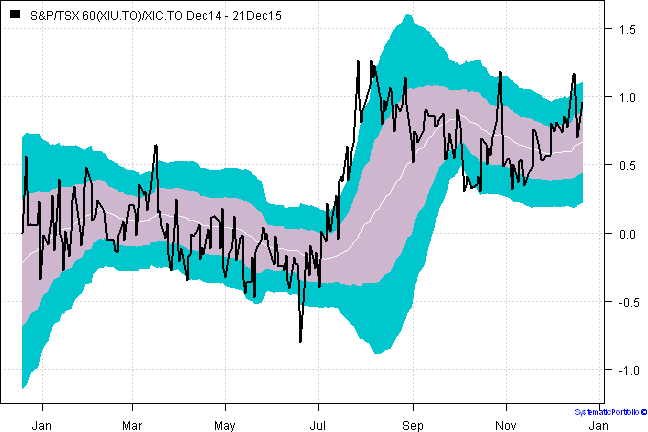 S&P/TSX 60(XIU.TO)/XIC.TO Dec14 - 21Dec15
1.5
1.0
0.5
0.0
-0.5
-1.0
Jan Mar May Jul Sep Nov Jan
SystematicPortfolio ©